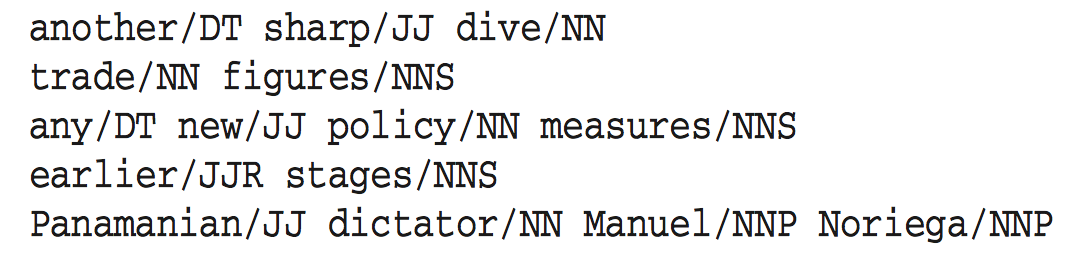 another/DT sharp/JJ dive/NN
trade/NN figures/NNS
any/DT new/JJ policy/NN measures/NNS
earlier/JJR stages/NNS
Panamanian/JJ dictator/NN Manuel/NNP Noriega/NNP